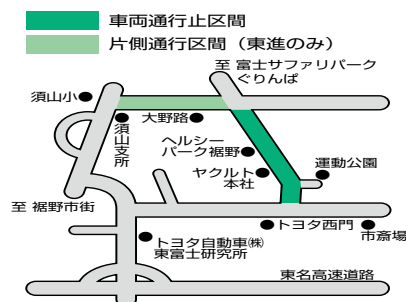 車両通行止区間
片側通行区間（東進のみ）
至 富士サファリパーク
ぐりんぱ
須山小
須山支所
大野路
ヘルシー
パーク裾野
ヤクルト
本社
運動公園
至 裾野市街
トヨタ西門
市斎場
トヨタ自動車㈱
東富士研究所
東名高速道路